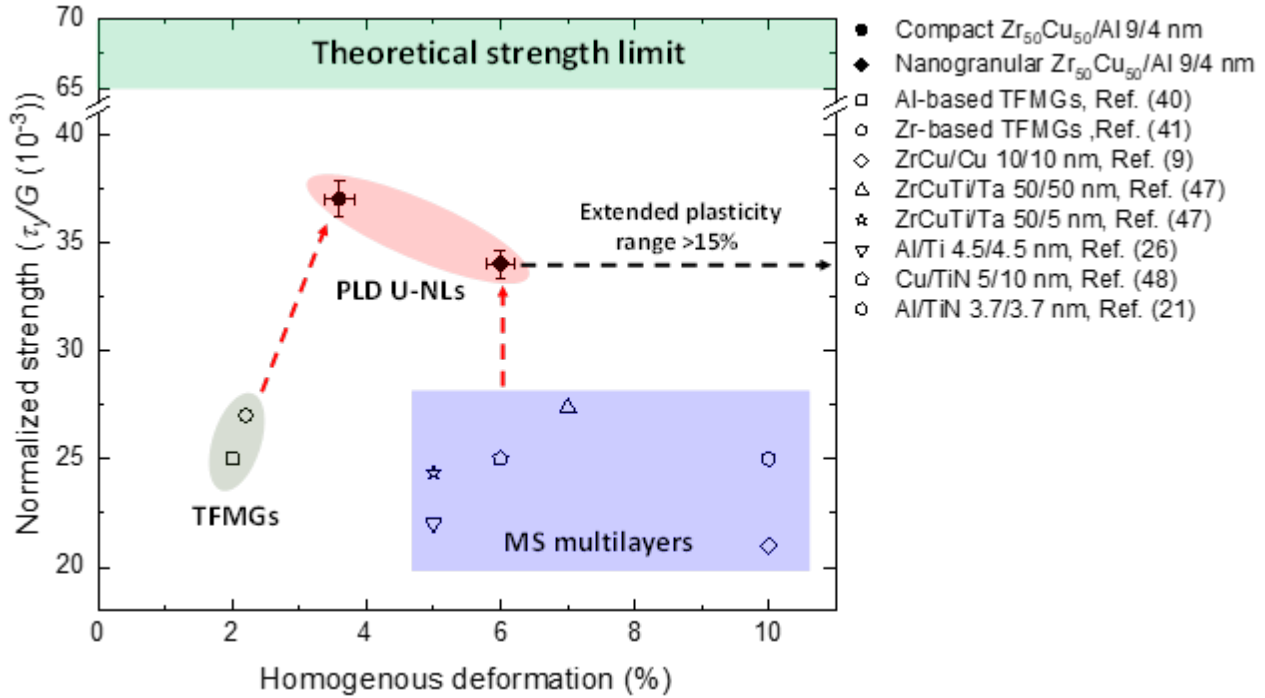 70
65
40
35
30
25
20
Normalized strength (τy/G (10⁻³))
Theoretical strength limit
Extended plasticity
range >15%
PLD U-NLs
TFMGs
MS multilayers
0 2 4 6 8 10
Homogenous deformation (%)
Compact Zr₅₀Cu₅₀/Al 9/4 nm
Nanogranular Zr₅₀Cu₅₀/Al 9/4 nm
Al-based TFMGs, Ref. (40)
Zr-based TFMGs ,Ref. (41)
ZrCu/Cu 10/10 nm, Ref. (9)
ZrCuTi/Ta 50/50 nm, Ref. (47)
ZrCuTi/Ta 50/5 nm, Ref. (47)
Al/Ti 4.5/4.5 nm, Ref. (26)
Cu/TiN 5/10 nm, Ref. (48)
Al/TiN 3.7/3.7 nm, Ref. (21)